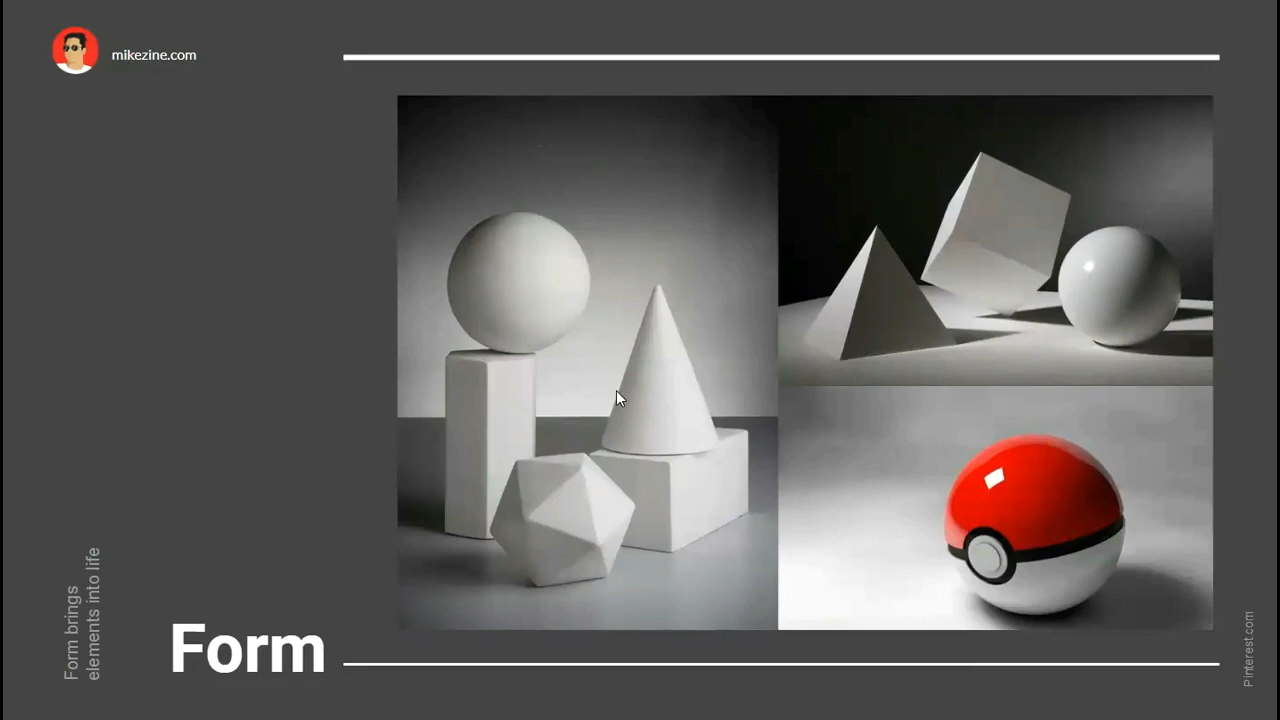 mikezine.com
Form brings
elements into life
Form
Pinterest.com